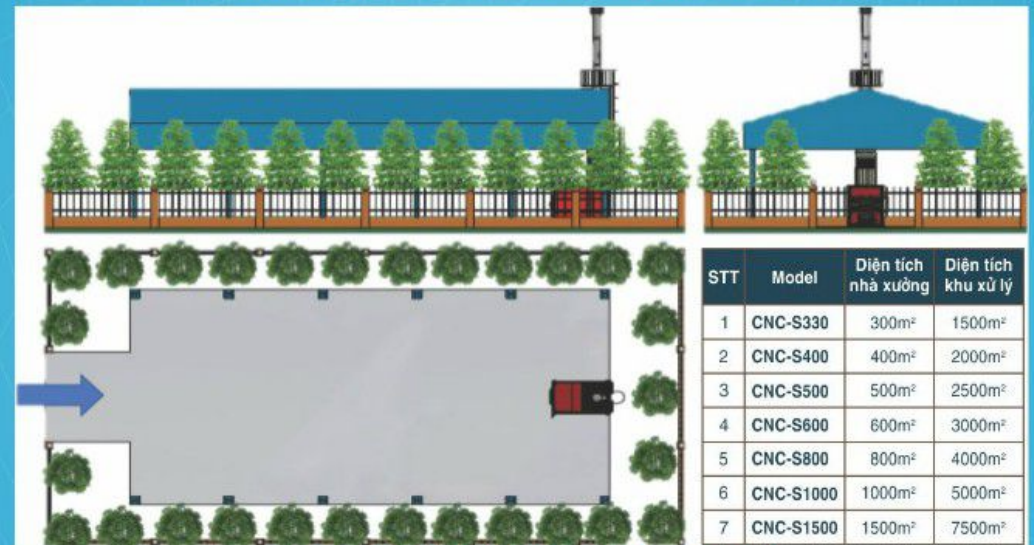 STT Model Diện tích nhà xưởng Diện tích khu xử lý
1 CNC-S330 300m² 1500m²
2 CNC-S400 400m² 2000m²
3 CNC-S500 500m² 2500m²
4 CNC-S600 600m² 3000m²
5 CNC-S800 800m² 4000m²
6 CNC-S1000 1000m² 5000m²
7 CNC-S1500 1500m² 7500m²